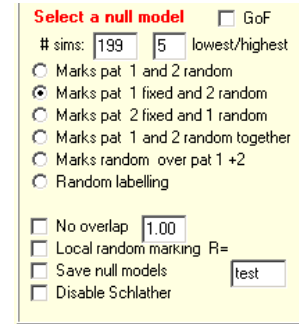 Select a null model GoF
# sims: 199 5 lowest/highest
Marks pat 1 and 2 random
Marks pat 1 fixed and 2 random
Marks pat 2 fixed and 1 random
Marks pat 1 and 2 random together
Marks random over pat 1 +2
Random labelling
No overlap 1.00
Local random marking R=
Save null models test
Disable Schlather